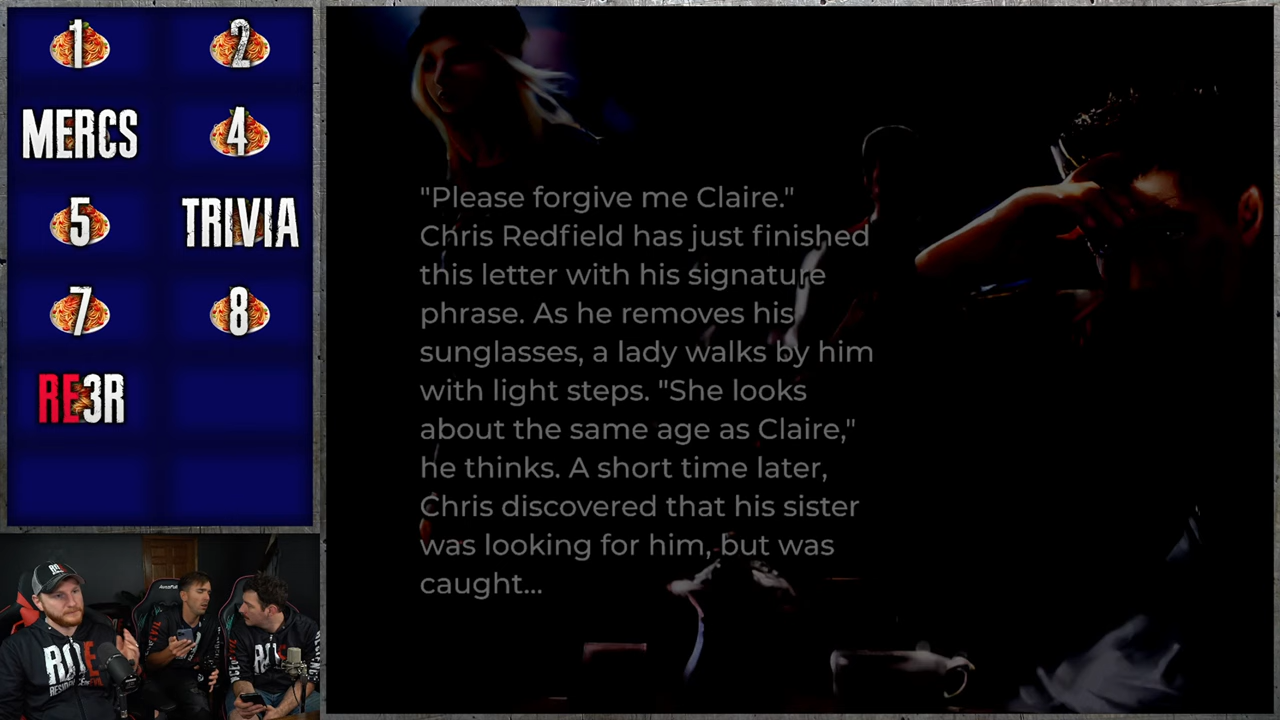 1
2
MERCS
4
5
TRIVIA
7
8
RE3R
"Please forgive me Claire."
Chris Redfield has just finished
this letter with his signature
phrase. As he removes his
sunglasses, a lady walks by him
with light steps. "She looks
about the same age as Claire,"
he thinks. A short time later,
Chris discovered that his sister
was looking for him, but was
caught...